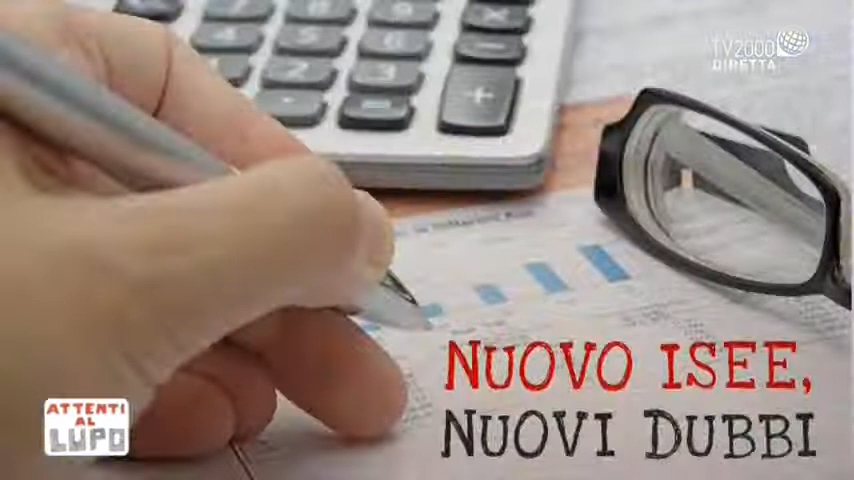 TV2000
DIRETTA
NUOVO ISEE,
NUOVI DUBBI
ATTENTI
AL
LUPO